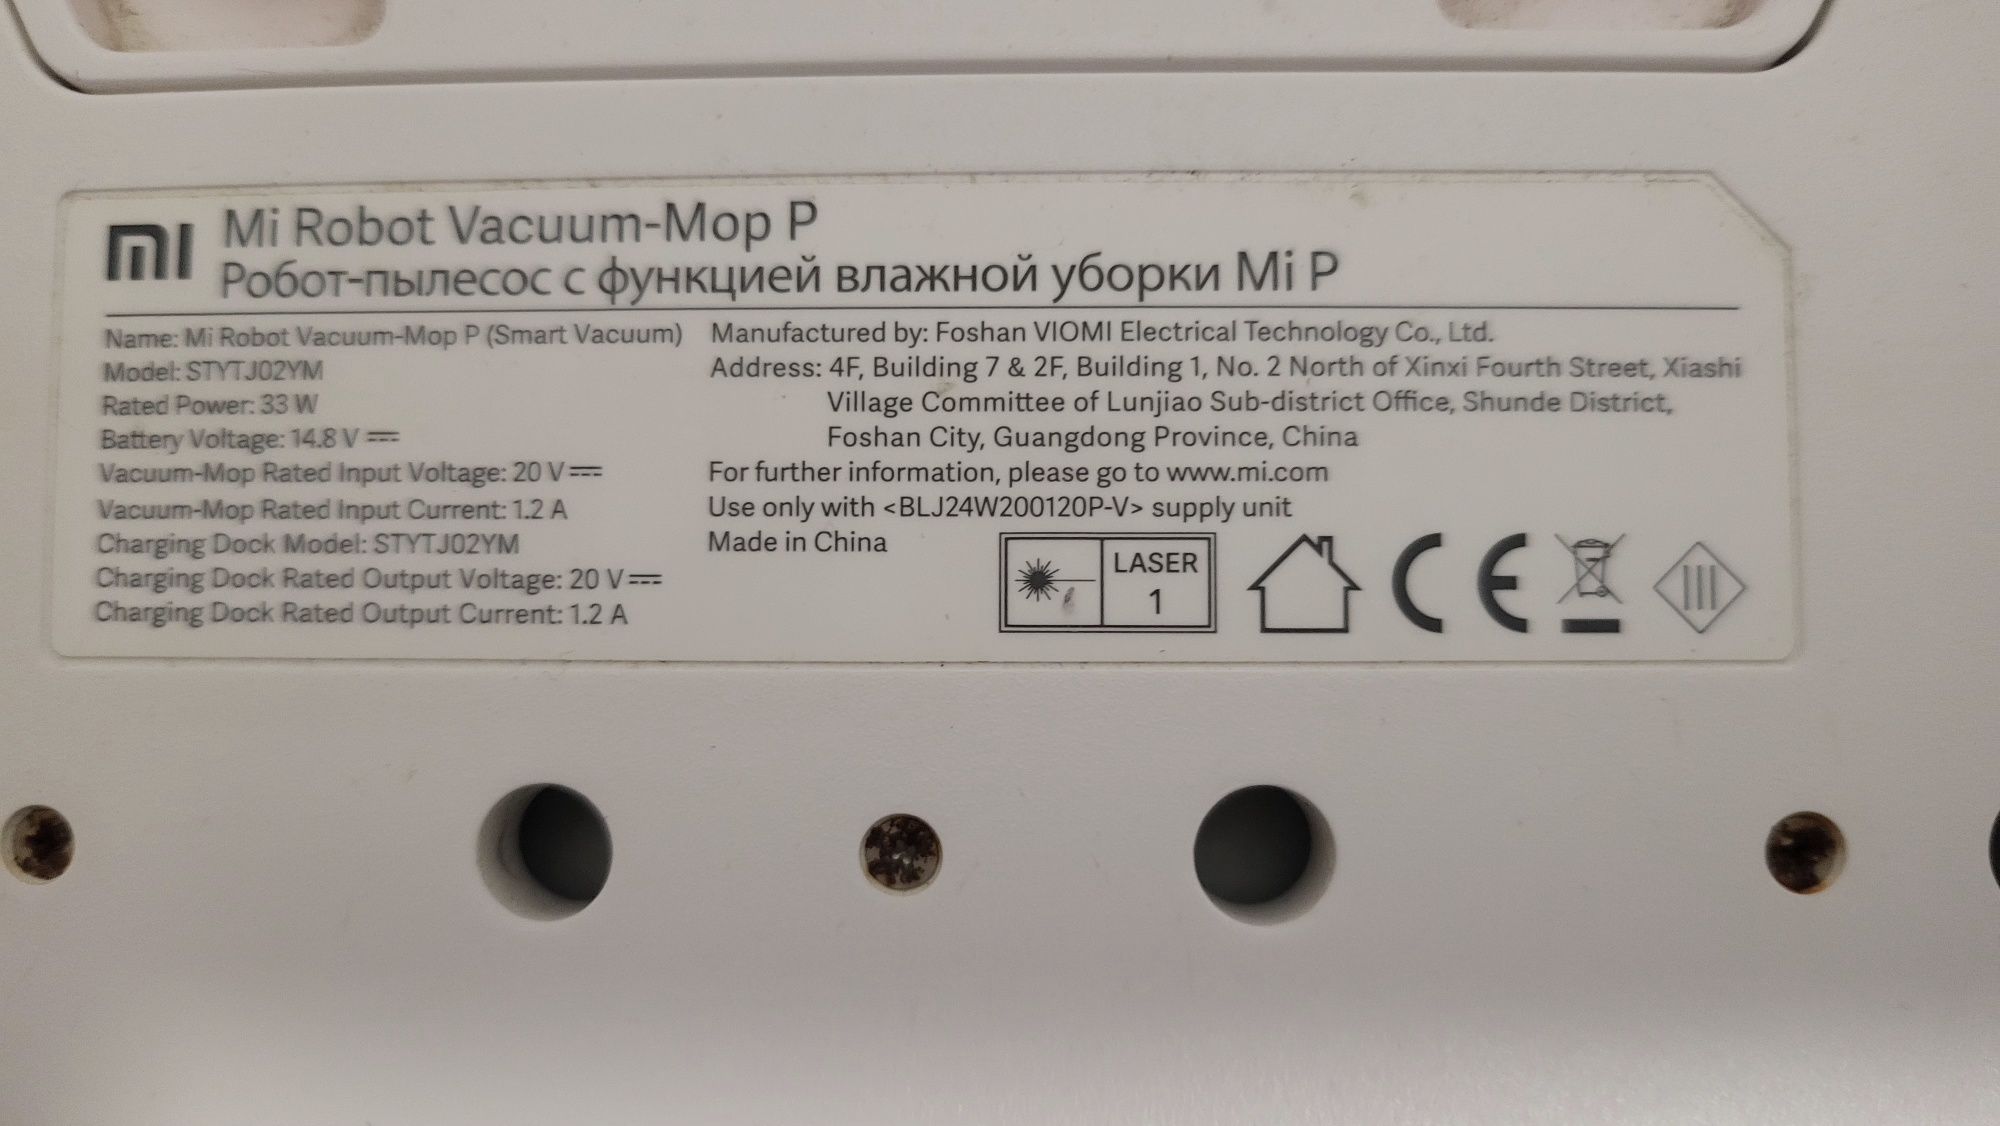 mi Mi Robot Vacuum-Mop P
Робот-пылесос с функцией влажной уборки Mi P
Name: Mi Robot Vacuum-Mop P (Smart Vacuum)
Model: STYTJ02YM
Rated Power: 33 W
Battery Voltage: 14.8 V ⎓
Vacuum-Mop Rated Input Voltage: 20 V ⎓
Vacuum-Mop Rated Input Current: 1.2 A
Charging Dock Model: STYTJ02YM
Charging Dock Rated Output Voltage: 20 V ⎓
Charging Dock Rated Output Current: 1.2 A
Manufactured by: Foshan VIOMI Electrical Technology Co., Ltd.
Address: 4F, Building 7 & 2F, Building 1, No. 2 North of Xinxi Fourth Street, Xiashi
Village Committee of Lunjiao Sub-district Office, Shunde District,
Foshan City, Guangdong Province, China
For further information, please go to www.mi.com
Use only with <BLJ24W200120P-V> supply unit
Made in China
LASER
1
CE
III